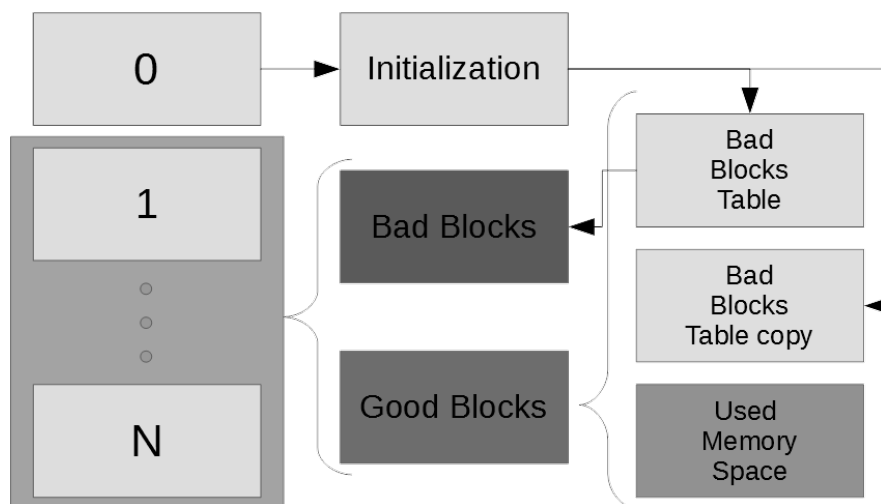 0
Initialization
Bad
Blocks
Table
1
Bad Blocks
Bad
Blocks
Table copy
Good Blocks
N
Used
Memory
Space